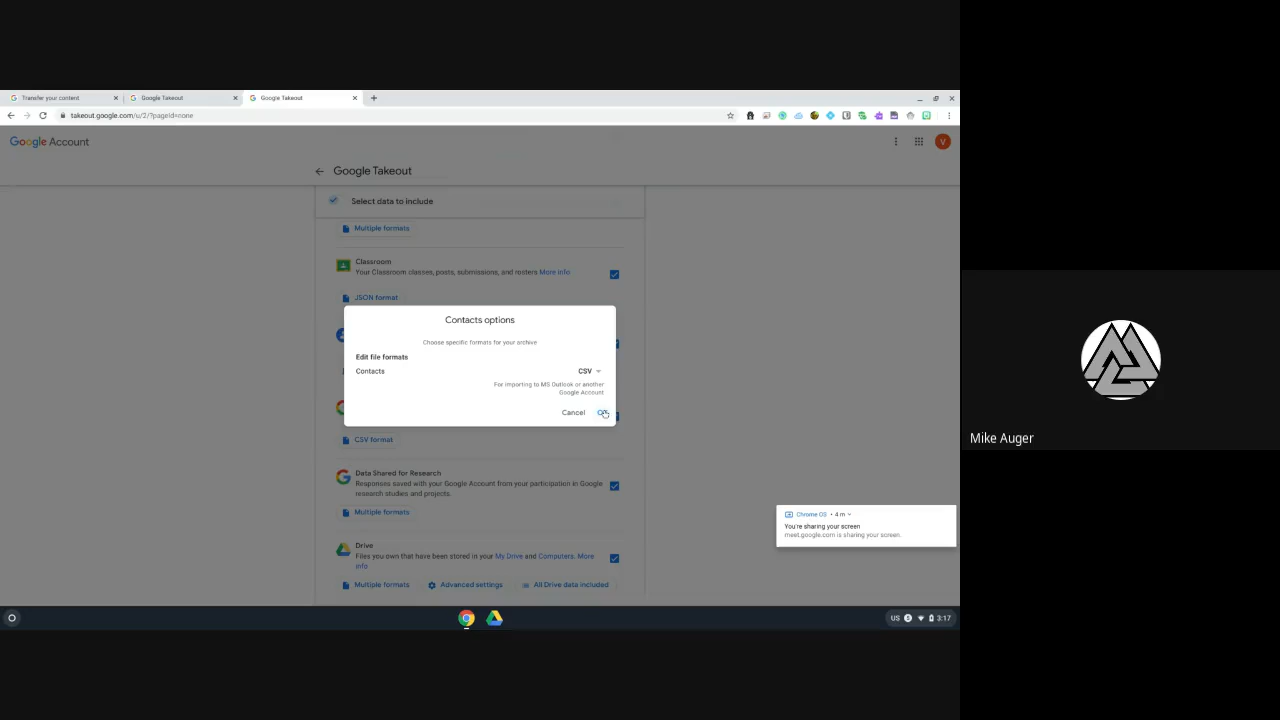 Transfer your content
Google Takeout
Google Takeout
takeout.google.com/u/2/?pageId=none
Google Account
V
Google Takeout
Select data to include
Multiple formats
Classroom
Your Classroom classes, posts, submissions, and rosters More info
JSON format
Contacts options
Choose specific formats for your archive
Edit file formats
Contacts
CSV
For importing to MS Outlook or another
Google Account
Cancel
CSV format
Data Shared for Research
Responses saved with your Google Account from your participation in Google
research studies and projects.
Multiple formats
Drive
Files you own that have been stored in your My Drive and Computers. More
info
Multiple formats
Advanced settings
All Drive data included
Chrome OS • 4 m
You're sharing your screen
meet.google.com is sharing your screen.
US
3:17
Mike Auger